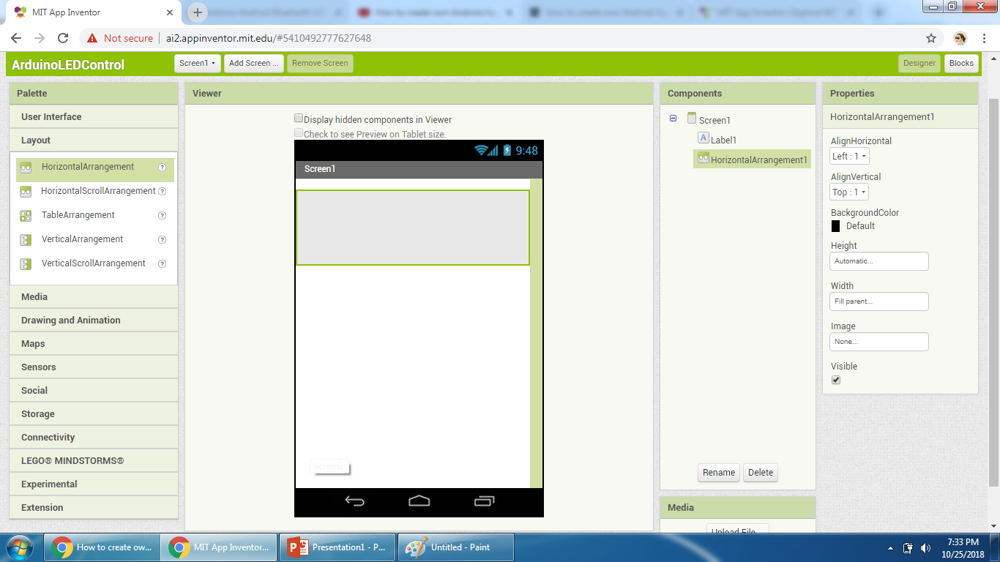 MIT App Inventor
Not secure
ai2.appinventor.mit.edu/#5410492777627648
ArduinoLEDControl
Screen1
Add Screen ...
Remove Screen
Designer
Blocks
Palette
User Interface
Layout
HorizontalArrangement
HorizontalScrollArrangement
TableArrangement
VerticalArrangement
VerticalScrollArrangement
Media
Drawing and Animation
Maps
Sensors
Social
Storage
Connectivity
LEGO® MINDSTORMS®
Experimental
Extension
Viewer
Display hidden components in Viewer
Check to see Preview on Tablet size.
9:48
Screen1
Screen1
Components
Screen1
Label1
HorizontalArrangement1
Rename
Delete
Media
Upload File
Properties
HorizontalArrangement1
AlignHorizontal
Left : 1
AlignVertical
Top : 1
BackgroundColor
Default
Height
Automatic...
Width
Fill parent...
Image
None...
Visible
How to create ow...
MIT App Inventor...
Presentation1 - P...
Untitled - Paint
7:33 PM
10/25/2018